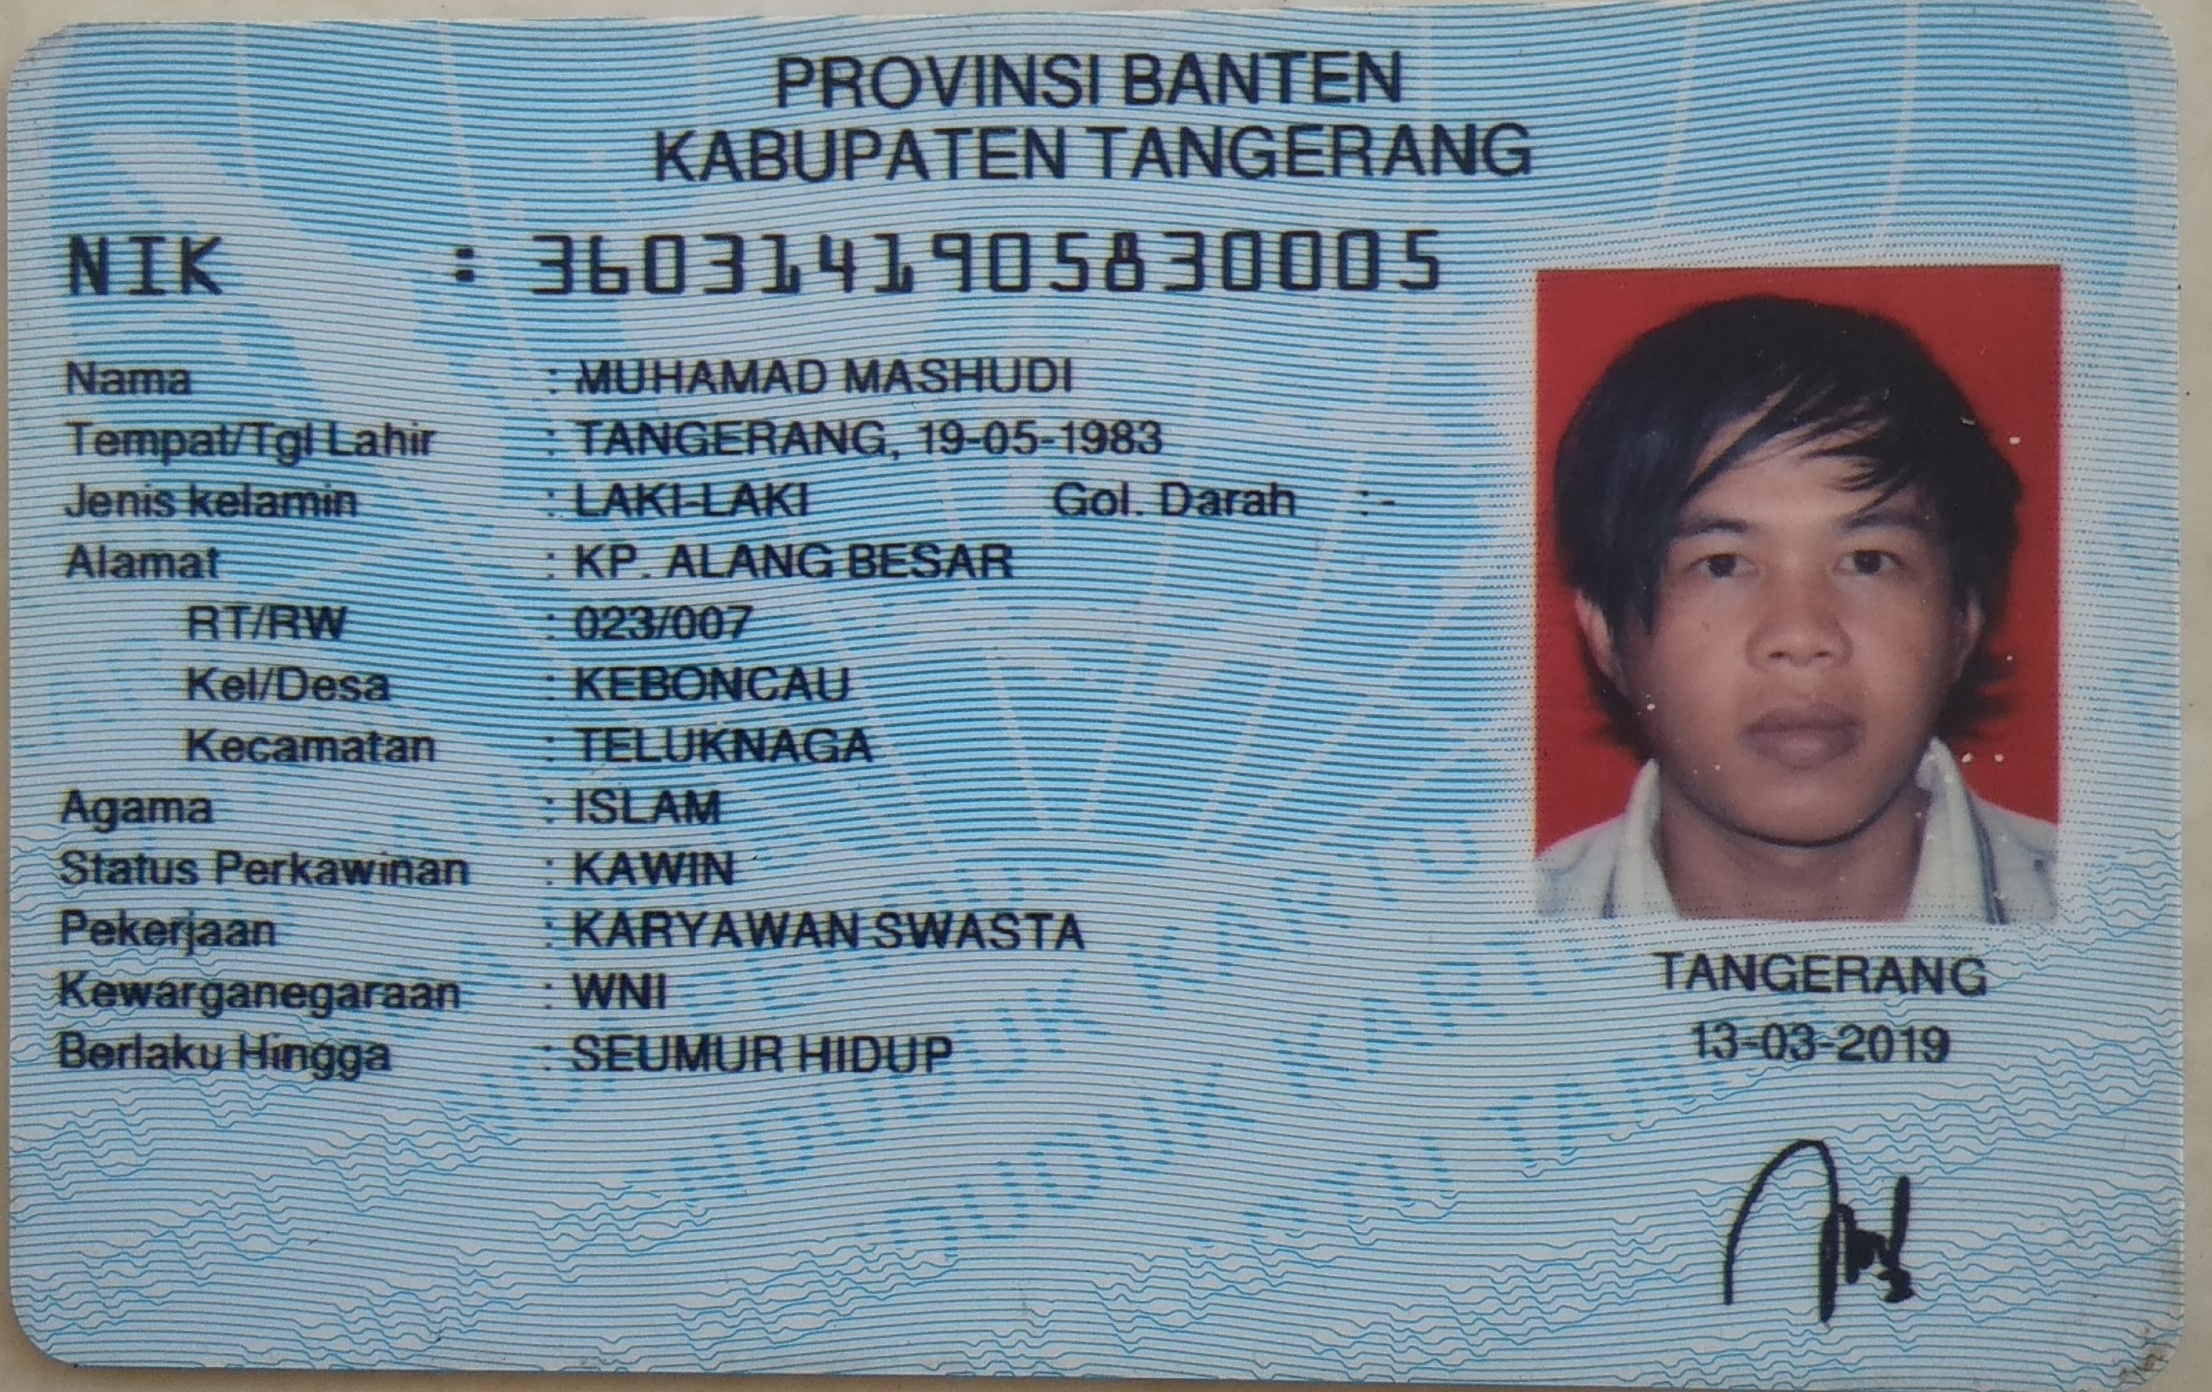 PROVINSI BANTEN
KABUPATEN TANGERANG
NIK : 3603141905830005
Nama : MUHAMAD MASHUDI
Tempat/Tgl Lahir : TANGERANG, 19-05-1983
Jenis kelamin : LAKI-LAKI Gol. Darah : -
Alamat : KP. ALANG BESAR
RT/RW : 023/007
Kel/Desa : KEBONCAU
Kecamatan : TELUKNAGA
Agama : ISLAM
Status Perkawinan : KAWIN
Pekerjaan : KARYAWAN SWASTA
Kewarganegaraan : WNI
Berlaku Hingga : SEUMUR HIDUP
TANGERANG
13-03-2019